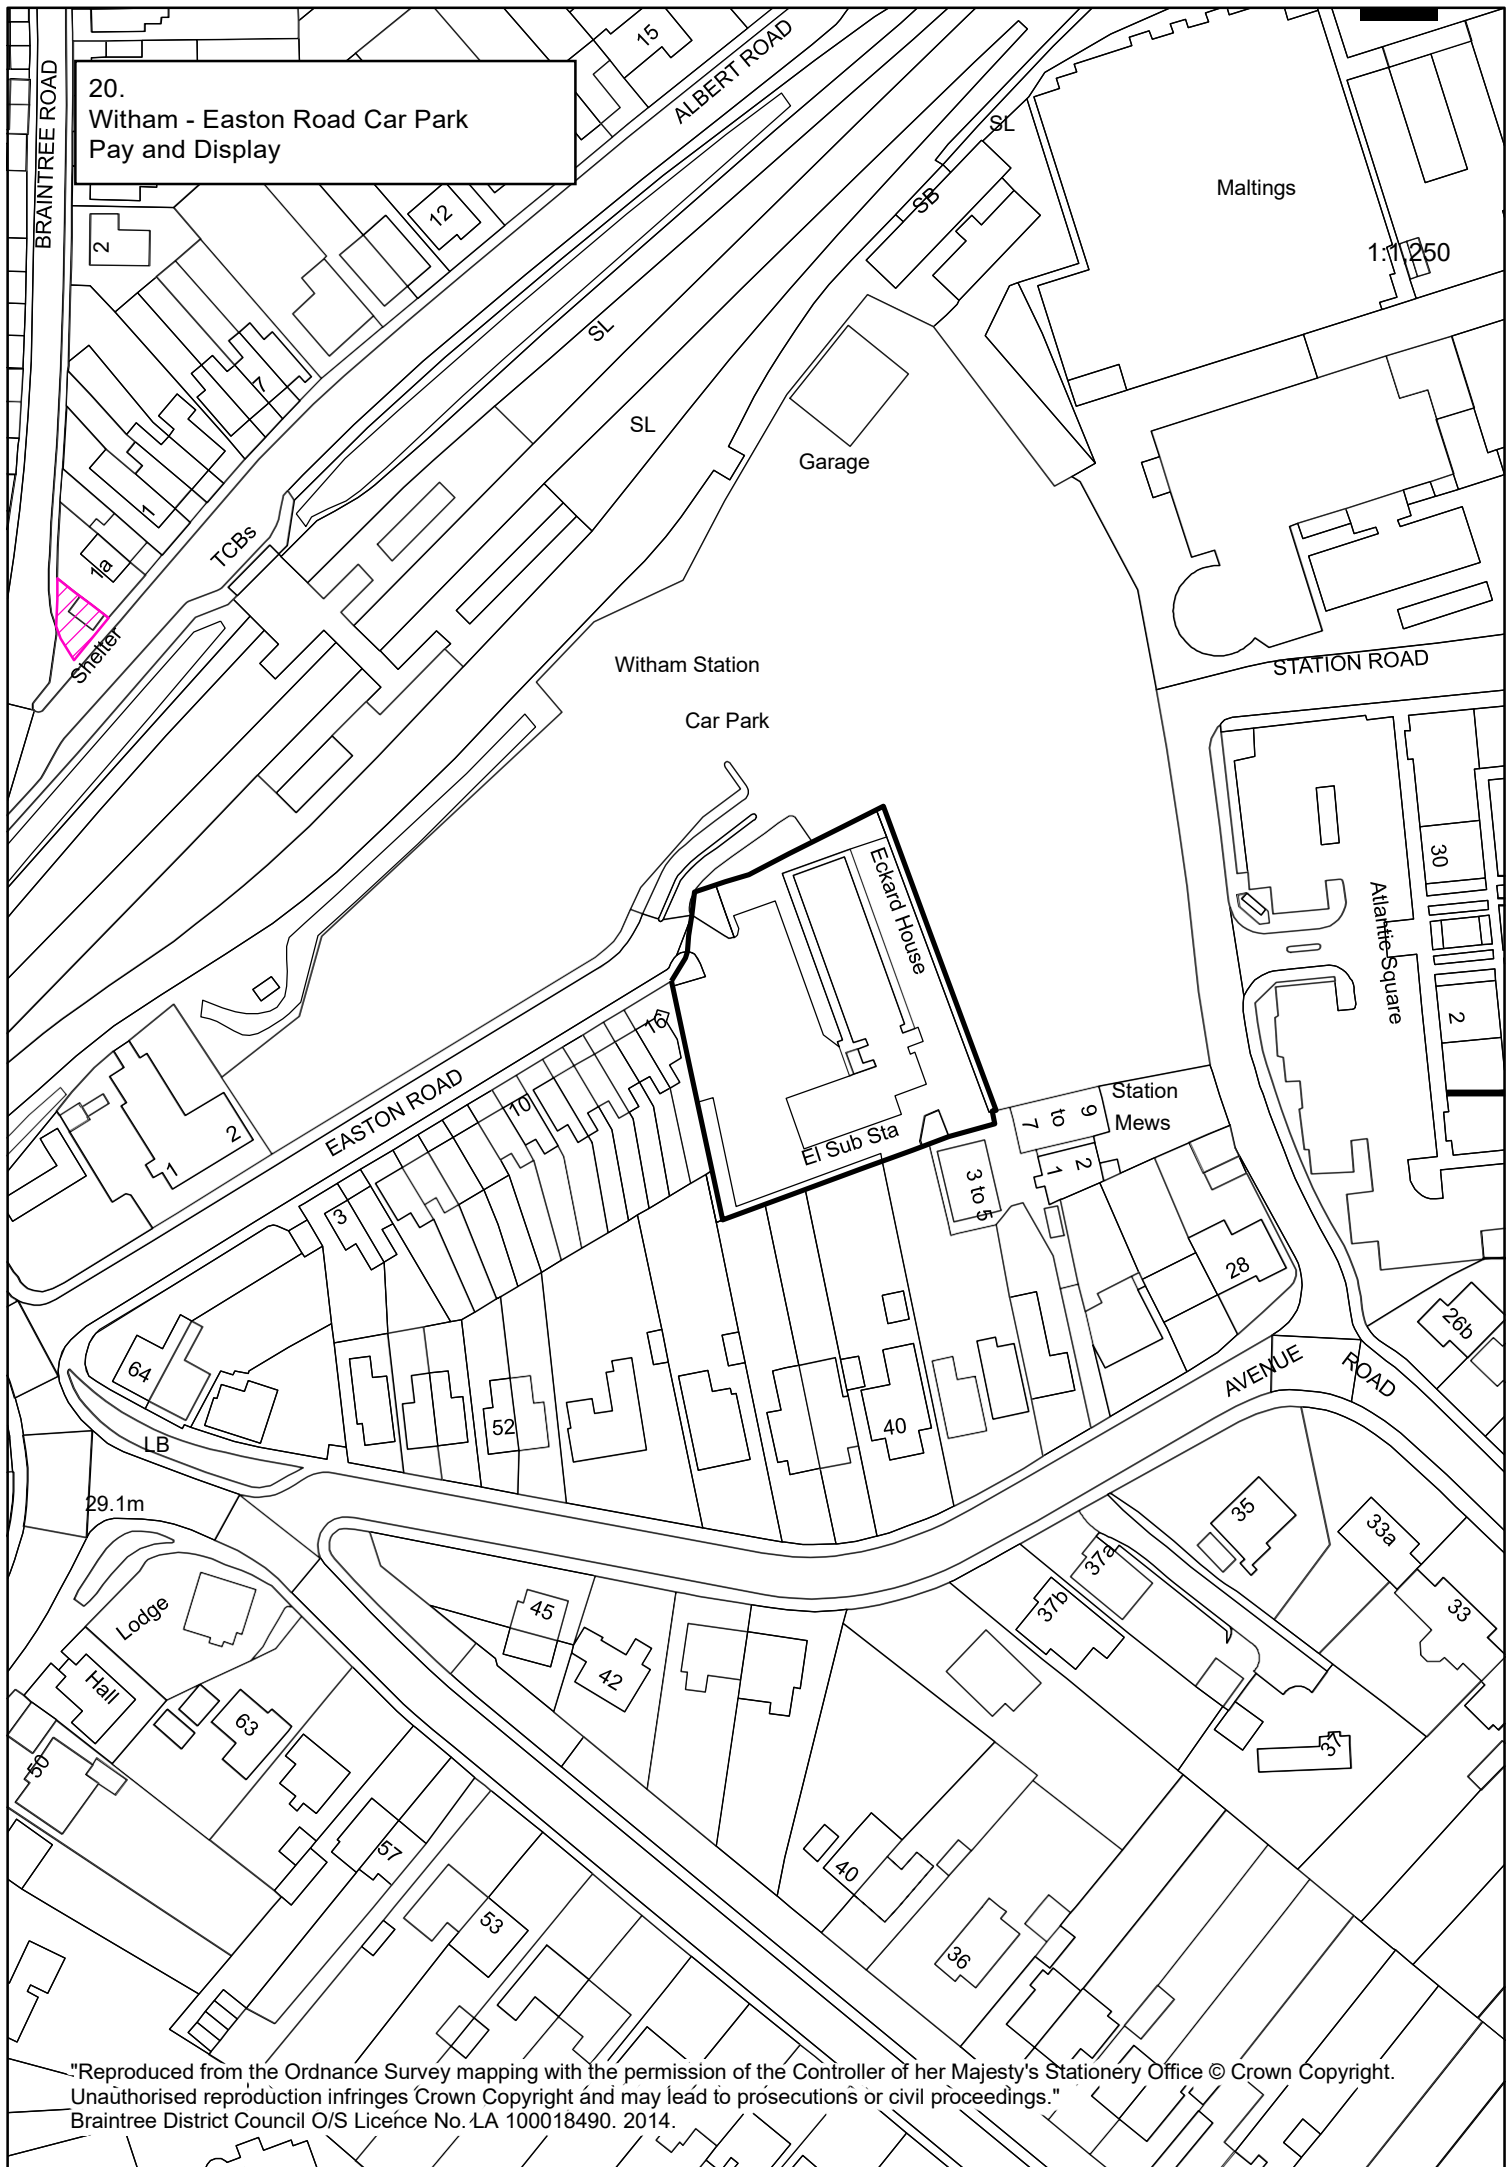 20.
Witham - Easton Road Car Park
Pay and Display
BRAINTREE ROAD
ALBERT ROAD
15
12
2
SL
SB
Maltings
1:1,250
SL
7
SL
Garage
1
TCBs
1a
Shelter
Witham Station
Car Park
STATION ROAD
30
Eckard House
Atlantic Square
2
16
EASTON ROAD
10
2
1
3
El Sub Sta
Station
Mews
7 to 9
1 2
3 to 5
28
26b
64
LB
52
40
AVENUE ROAD
29.1m
35
33a
37a
37b
33
Lodge
Hall
45
42
63
50
37
57
40
53
36
"Reproduced from the Ordnance Survey mapping with the permission of the Controller of her Majesty's Stationery Office © Crown Copyright.
Unauthorised reproduction infringes Crown Copyright and may lead to prosecutions or civil proceedings."
Braintree District Council O/S Licence No. LA 100018490. 2014.